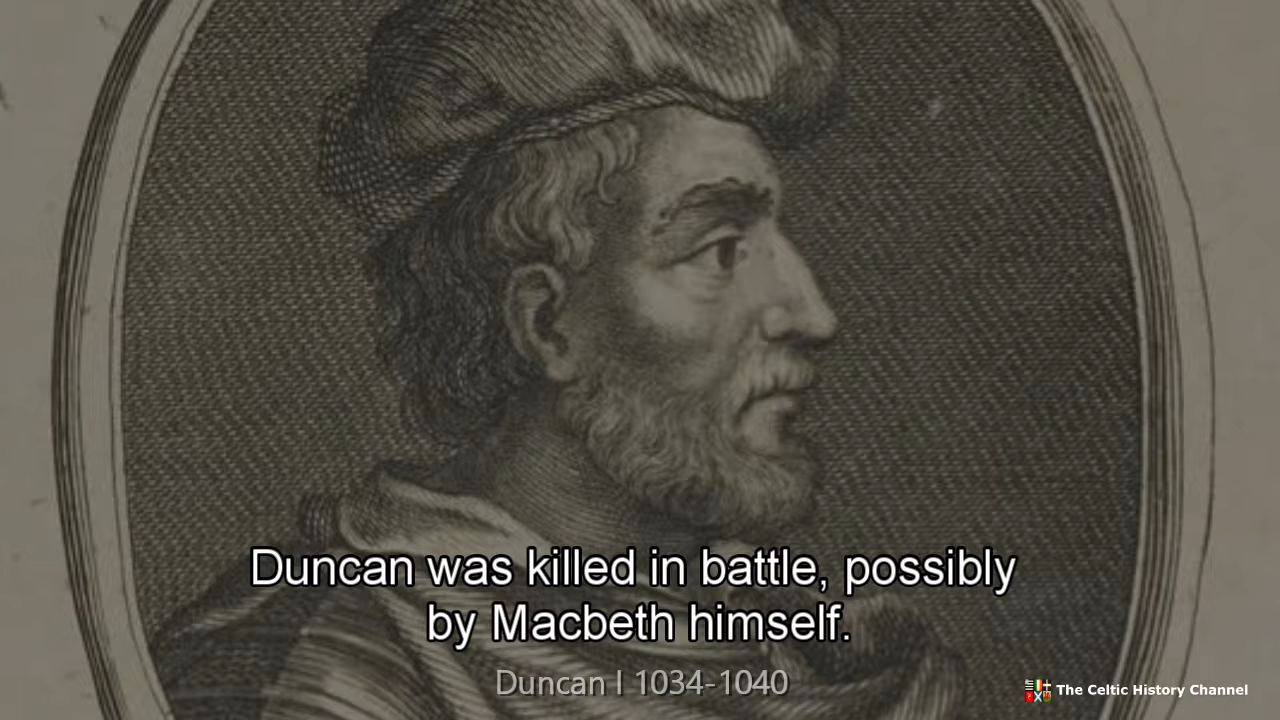 Duncan was killed in battle, possibly
by Macbeth himself.
Duncan I 1034-1040
The Celtic History Channel